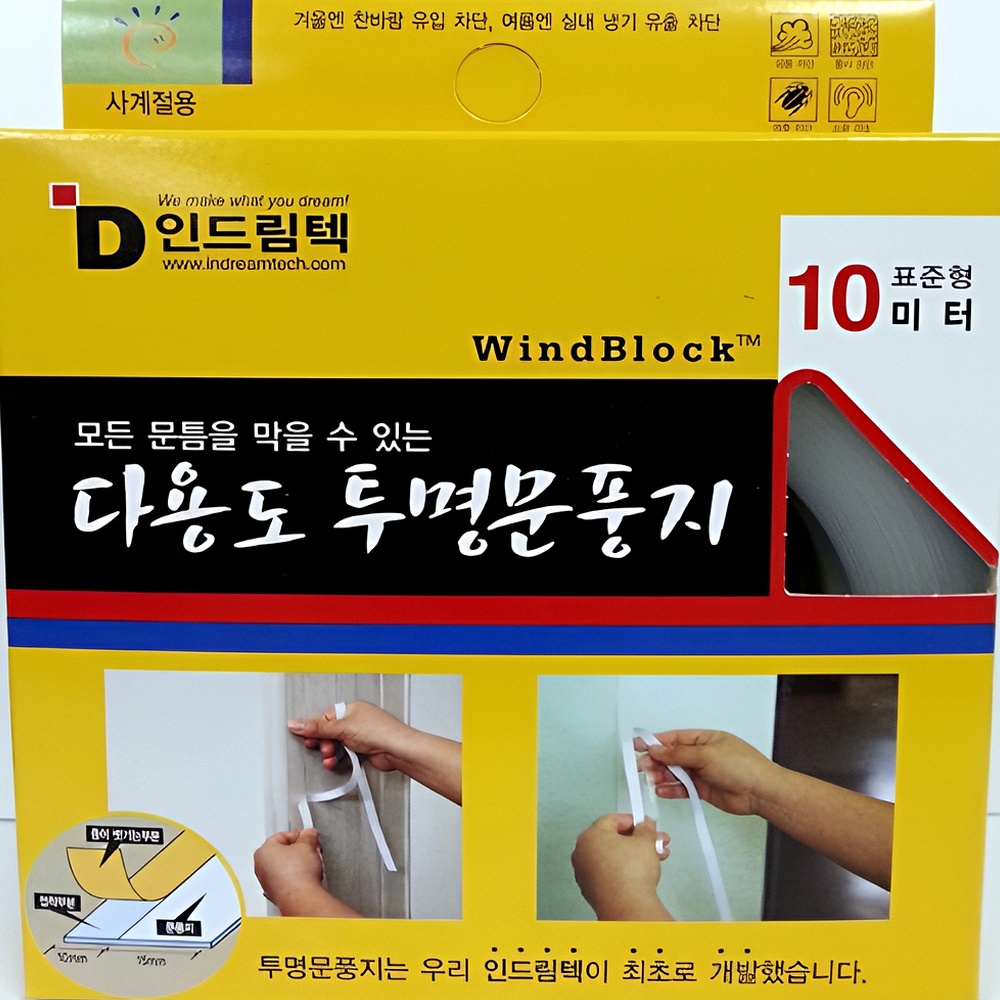 겨울엔 찬바람 유입 차단, 여름엔 실내 냉기 유출 차단
사계절용
We make what you dream!
D 인드림텍
www.indreamtech.com
10 표준형
미터
WindBlock™
모든 문틈을 막을 수 있는
다용도 투명문풍지
투명문풍지는 우리 인드림텍이 최초로 개발했습니다.